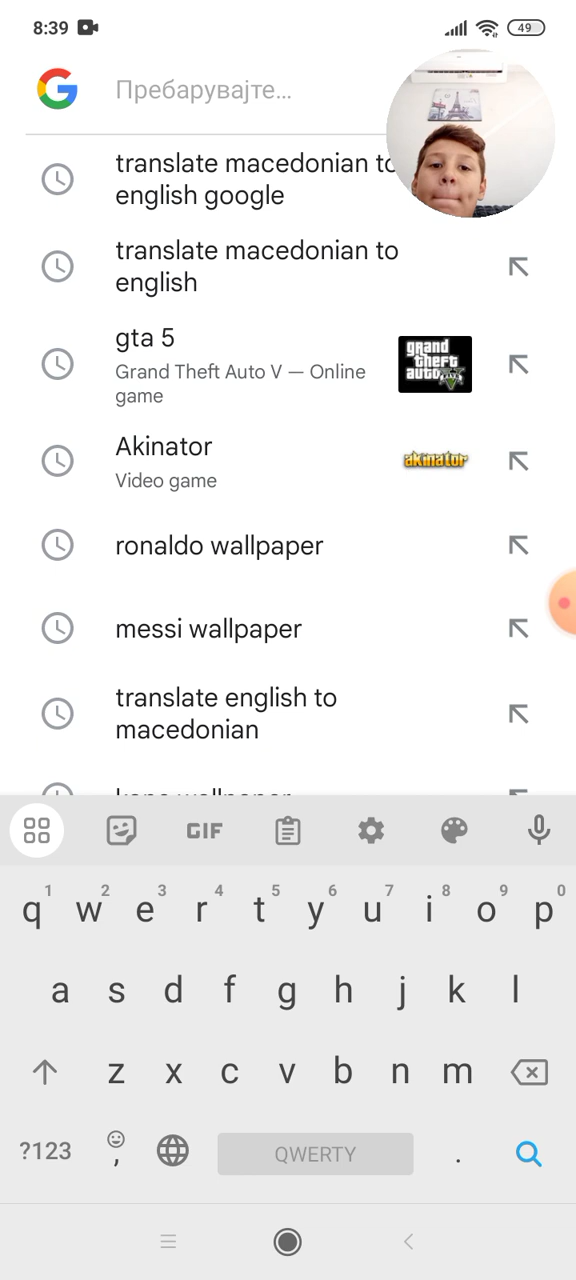 8:39
49
Пребарувајте...
translate macedonian to
english google
translate macedonian to
english
gta 5
Grand Theft Auto V — Online
game
grand
theft
auto V
Akinator
Video game
akinator
ronaldo wallpaper
messi wallpaper
translate english to
macedonian
GIF
1 2 3 4 5 6 7 8 9 0
q w e r t y u i o p
a s d f g h j k l
z x c v b n m
?123 , QWERTY .